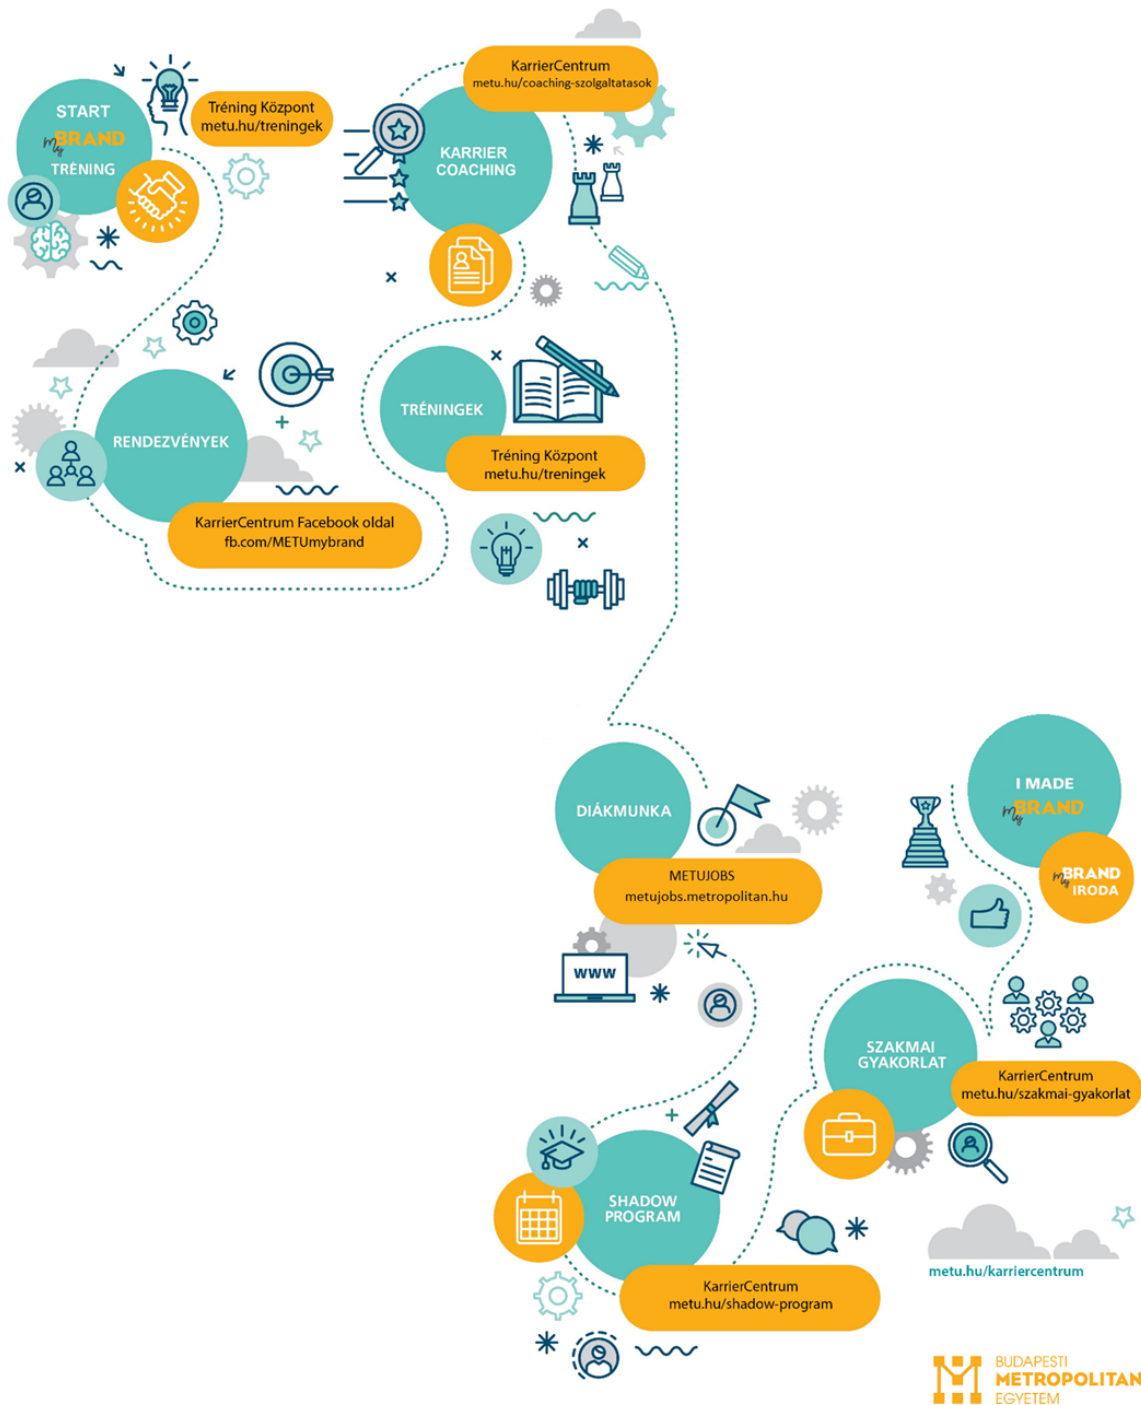 START
My BRAND
TRÉNING
Tréning Központ
metu.hu/treningek
KarrierCentrum
metu.hu/coaching-szolgaltatasok
KARRIER
COACHING
RENDEZVÉNYEK
KarrierCentrum Facebook oldal
fb.com/METUmybrand
TRÉNINGEK
Tréning Központ
metu.hu/treningek
DIÁKMUNKA
METUJOBS
metujobs.metropolitan.hu
WWW
SHADOW
PROGRAM
KarrierCentrum
metu.hu/shadow-program
SZAKMAI
GYAKORLAT
KarrierCentrum
metu.hu/szakmai-gyakorlat
I MADE
My BRAND
My BRAND
IRODA
metu.hu/karriercentrum
BUDAPESTI
METROPOLITAN
EGYETEM